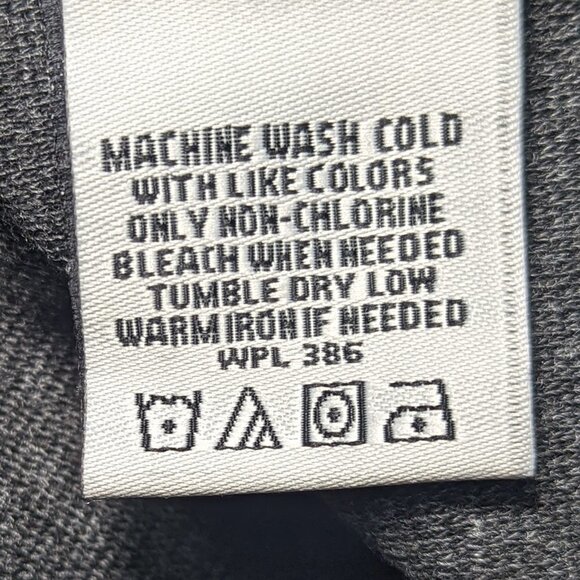 MACHINE WASH COLD
WITH LIKE COLORS
ONLY NON-CHLORINE
BLEACH WHEN NEEDED
TUMBLE DRY LOW
WARM IRON IF NEEDED
WPL 386